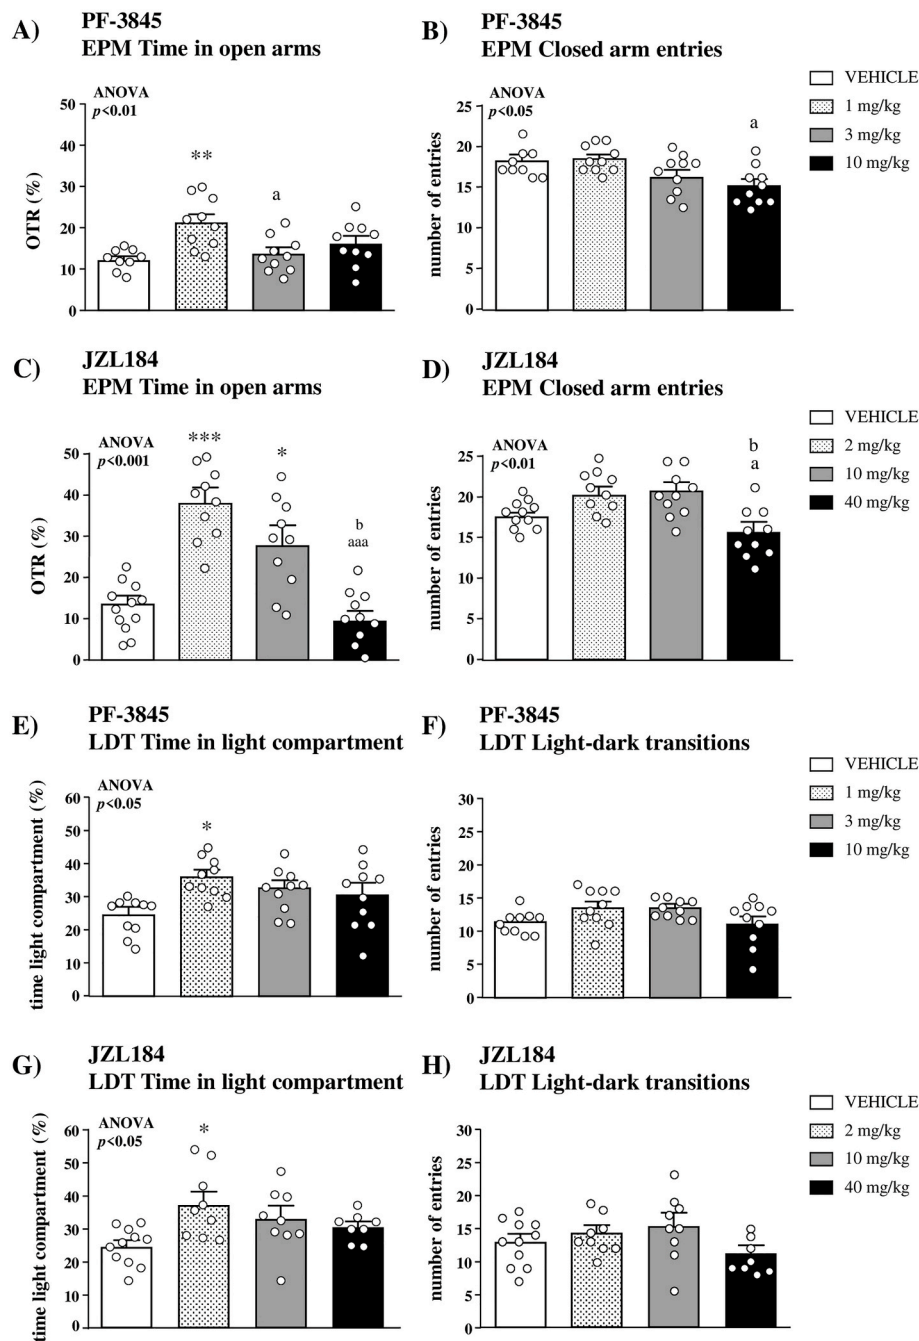 A)
PF-3845
EPM Time in open arms
ANOVA
p<0.01
OTR (%)
50
40
30
20
10
0
**
a
B)
PF-3845
EPM Closed arm entries
ANOVA
p<0.05
number of entries
25
20
15
10
5
0
a
VEHICLE
1 mg/kg
3 mg/kg
10 mg/kg
C)
JZL184
EPM Time in open arms
ANOVA
p<0.001
OTR (%)
50
40
30
20
10
0
***
*
b
aaa
D)
JZL184
EPM Closed arm entries
ANOVA
p<0.01
number of entries
25
20
15
10
5
0
b
a
VEHICLE
2 mg/kg
10 mg/kg
40 mg/kg
E)
PF-3845
LDT Time in light compartment
ANOVA
p<0.05
time light compartment (%)
60
50
40
30
20
10
0
*
F)
PF-3845
LDT Light-dark transitions
number of entries
30
25
20
15
10
5
0
VEHICLE
1 mg/kg
3 mg/kg
10 mg/kg
G)
JZL184
LDT Time in light compartment
ANOVA
p<0.05
time light compartment (%)
60
50
40
30
20
10
0
*
H)
JZL184
LDT Light-dark transitions
number of entries
30
25
20
15
10
5
0
VEHICLE
2 mg/kg
10 mg/kg
40 mg/kg